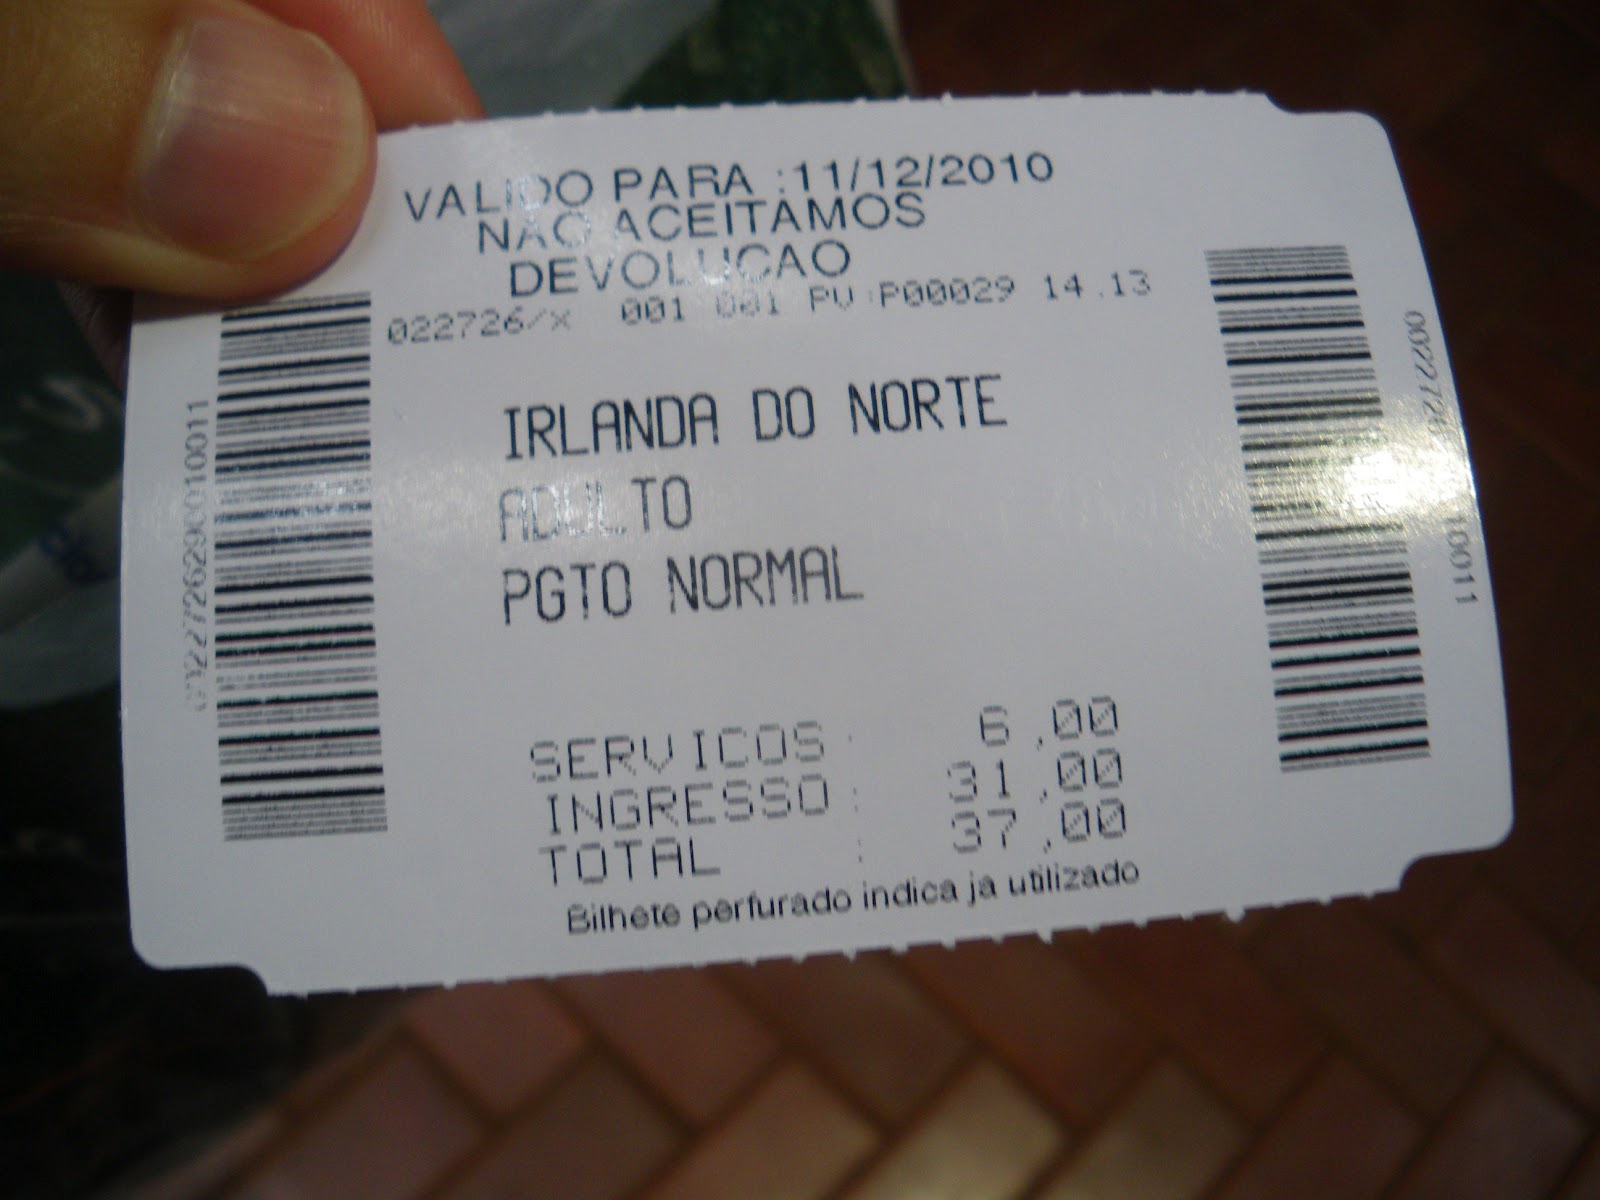 VALIDO PARA :11/12/2010
NAO ACEITAMOS
DEVOLUCAO
022726/X 001 001 PV:P00029 14.13
IRLANDA DO NORTE
ADULTO
PGTO NORMAL
SERVICOS : 6,00
INGRESSO : 31,00
TOTAL : 37,00
Bilhete perfurado indica ja utilizado